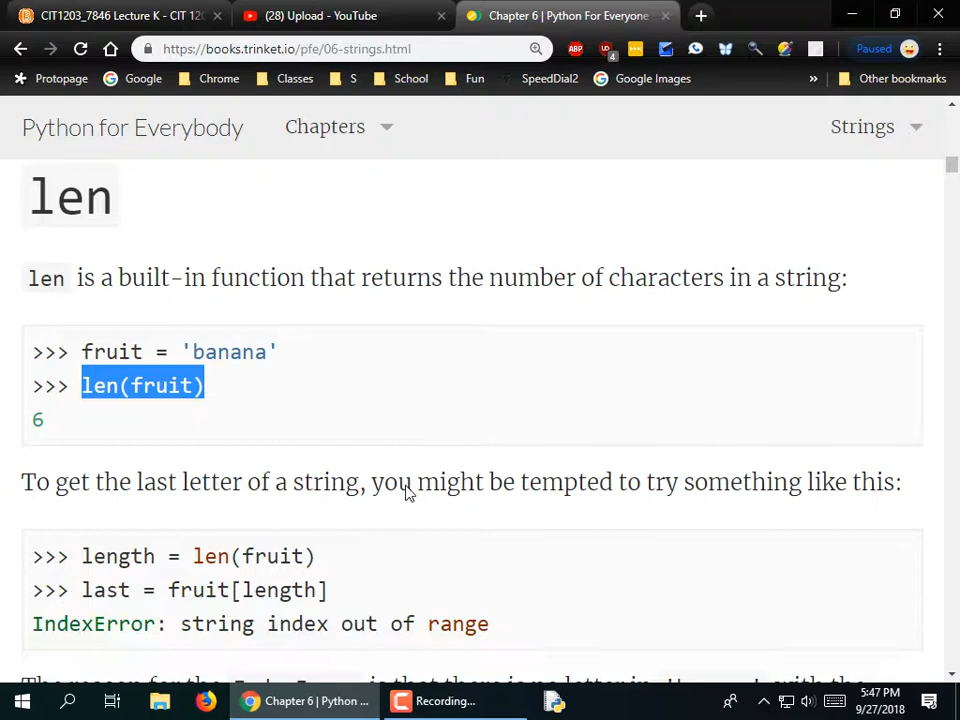 CIT1203_7846 Lecture K - CIT 120
(28) Upload - YouTube
Chapter 6 | Python For Everyone
https://books.trinket.io/pfe/06-strings.html
ABP
4
Paused
Protopage
Google
Chrome
Classes
S
School
Fun
SpeedDial2
Google Images
»
Other bookmarks
Python for Everybody
Chapters
Strings
len
len is a built-in function that returns the number of characters in a string:
>>> fruit = 'banana'
>>> len(fruit)
6
To get the last letter of a string, you might be tempted to try something like this:
>>> length = len(fruit)
>>> last = fruit[length]
IndexError: string index out of range
Chapter 6 | Python ...
Recording...
5:47 PM
9/27/2018